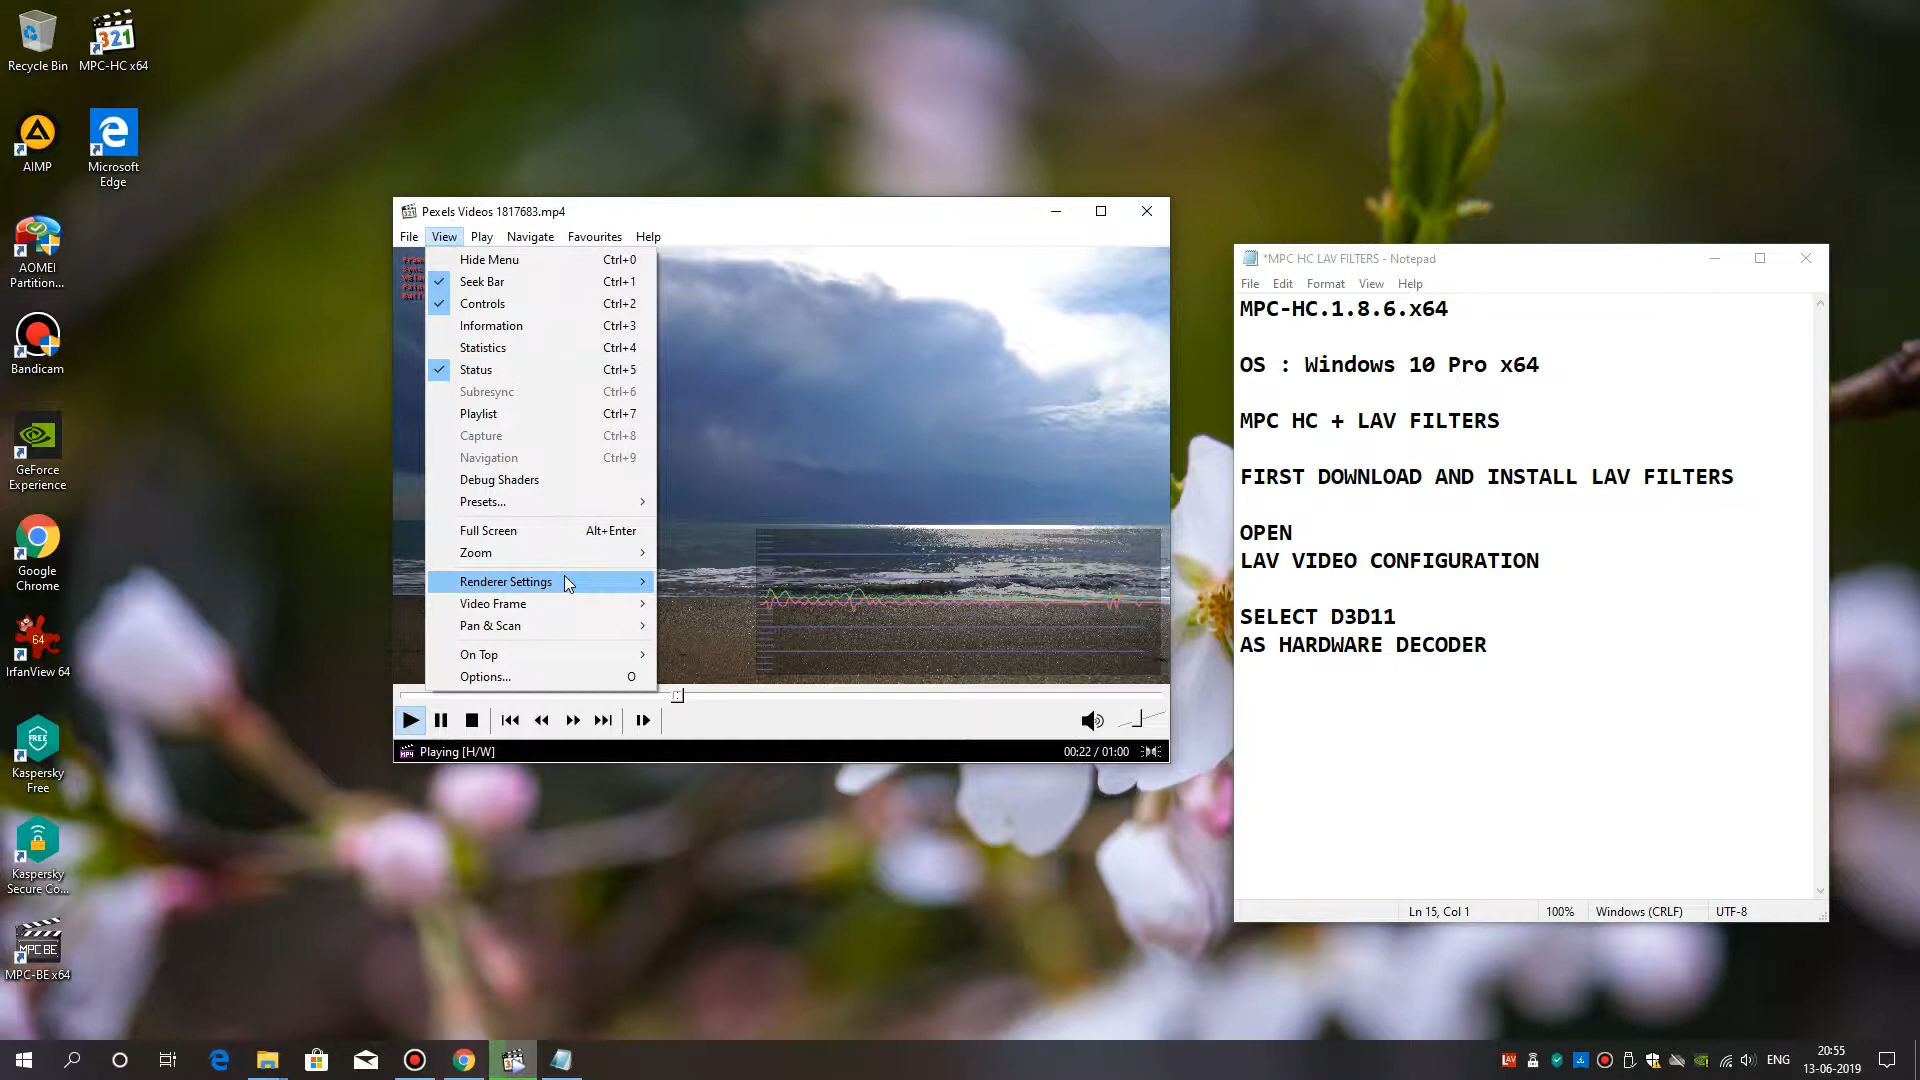 Recycle Bin
MPC-HC x64
AIMP
Microsoft
Edge
AOMEI
Partition...
Bandicam
GeForce
Experience
Google
Chrome
64
IrfanView 64
FREE
Kaspersky
Free
Kaspersky
Secure Co...
MPC BE
MPC-BE x64
321
Pexels Videos 1817683.mp4
File View Play Navigate Favourites Help
Hide Menu Ctrl+0
Seek Bar Ctrl+1
Controls Ctrl+2
Information Ctrl+3
Statistics Ctrl+4
Status Ctrl+5
Subresync Ctrl+6
Playlist Ctrl+7
Capture Ctrl+8
Navigation Ctrl+9
Debug Shaders
Presets...
Full Screen Alt+Enter
Zoom
Renderer Settings
Video Frame
Pan & Scan
On Top
Options... O
Playing [H/W] 00:22 / 01:00
*MPC HC LAV FILTERS - Notepad
File Edit Format View Help
MPC-HC.1.8.6.x64
OS : Windows 10 Pro x64
MPC HC + LAV FILTERS
FIRST DOWNLOAD AND INSTALL LAV FILTERS
OPEN
LAV VIDEO CONFIGURATION
SELECT D3D11
AS HARDWARE DECODER
Ln 15, Col 1 100% Windows (CRLF) UTF-8
LAV ENG 20:55
13-06-2019